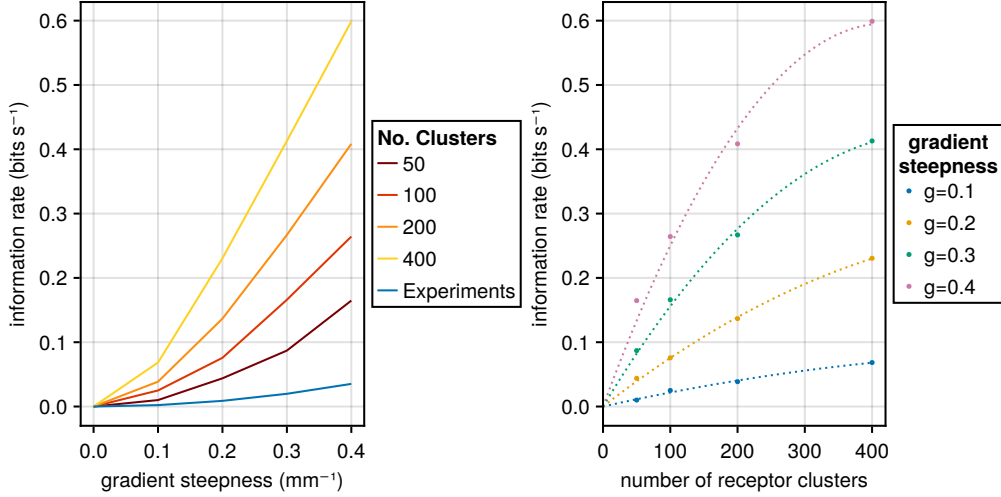 information rate (bits s⁻¹)
0.6
0.5
0.4
0.3
0.2
0.1
0.0
0.0 0.1 0.2 0.3 0.4
gradient steepness (mm⁻¹)
No. Clusters
50
100
200
400
Experiments
information rate (bits s⁻¹)
0.6
0.5
0.4
0.3
0.2
0.1
0.0
0 100 200 300 400
number of receptor clusters
gradient
steepness
g=0.1
g=0.2
g=0.3
g=0.4